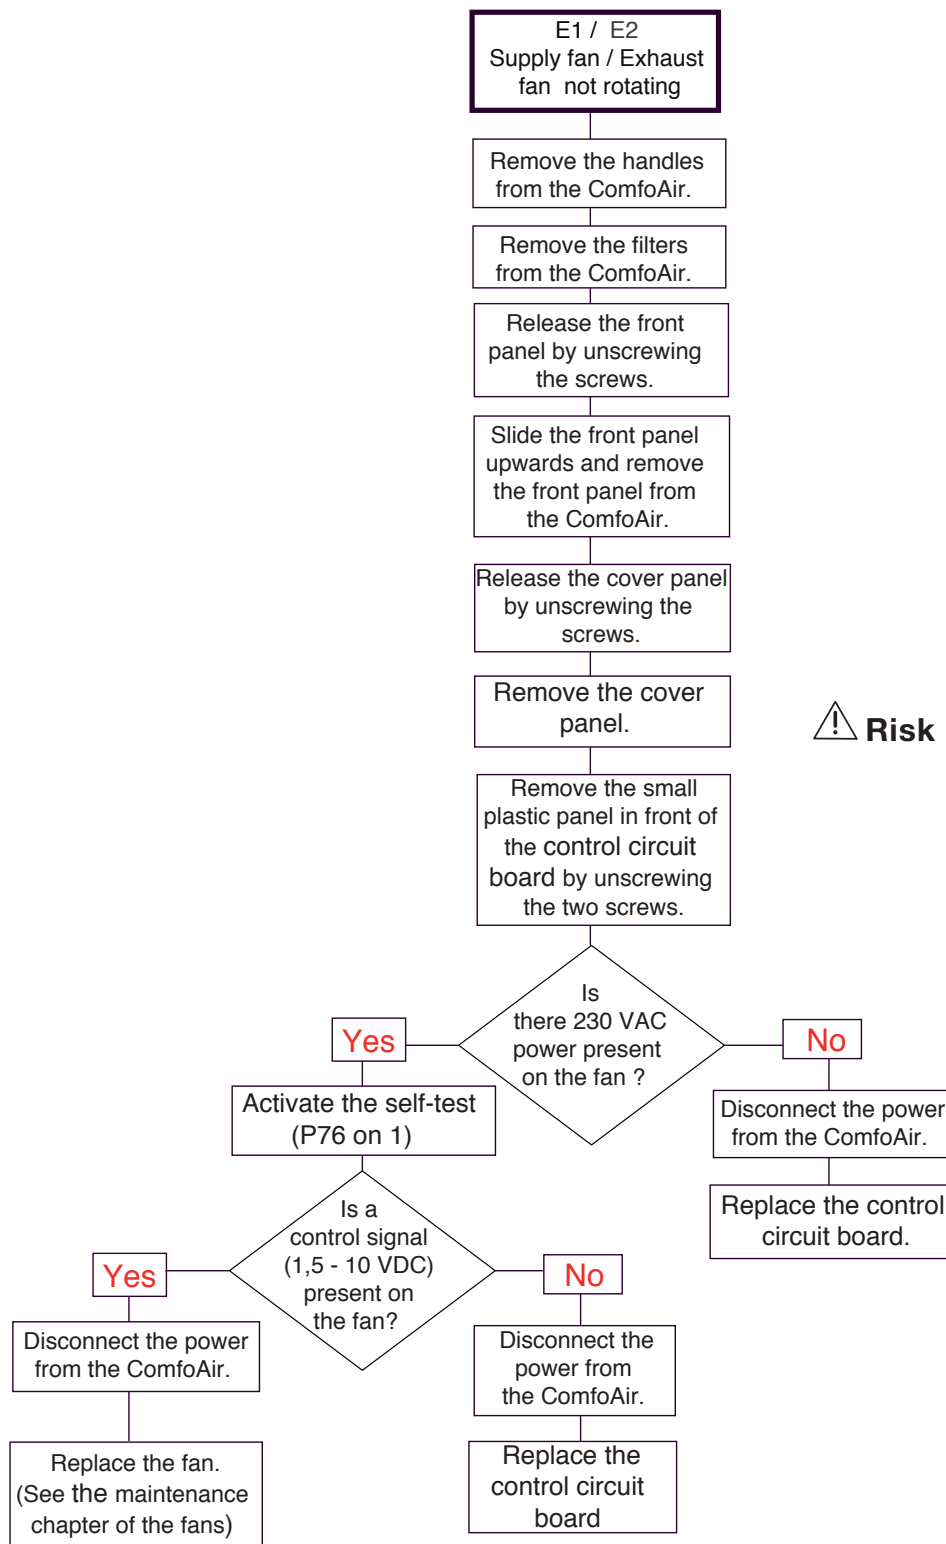 E1 / E2
Supply fan / Exhaust
fan not rotating
Remove the handles
from the ComfoAir.
Remove the filters
from the ComfoAir.
Release the front
panel by unscrewing
the screws.
Slide the front panel
upwards and remove
the front panel from
the ComfoAir.
Release the cover panel
by unscrewing the
screws.
Remove the cover
panel.
Risk
Remove the small
plastic panel in front of
the control circuit
board by unscrewing
the two screws.
Is
there 230 VAC
power present
on the fan ?
Yes
No
Activate the self-test
(P76 on 1)
Disconnect the power
from the ComfoAir.
Replace the control
circuit board.
Is a
control signal
(1,5 - 10 VDC)
present on
the fan?
Yes
No
Disconnect the power
from the ComfoAir.
Replace the fan.
(See the maintenance
chapter of the fans)
Disconnect the
power from
the ComfoAir.
Replace the
control circuit
board